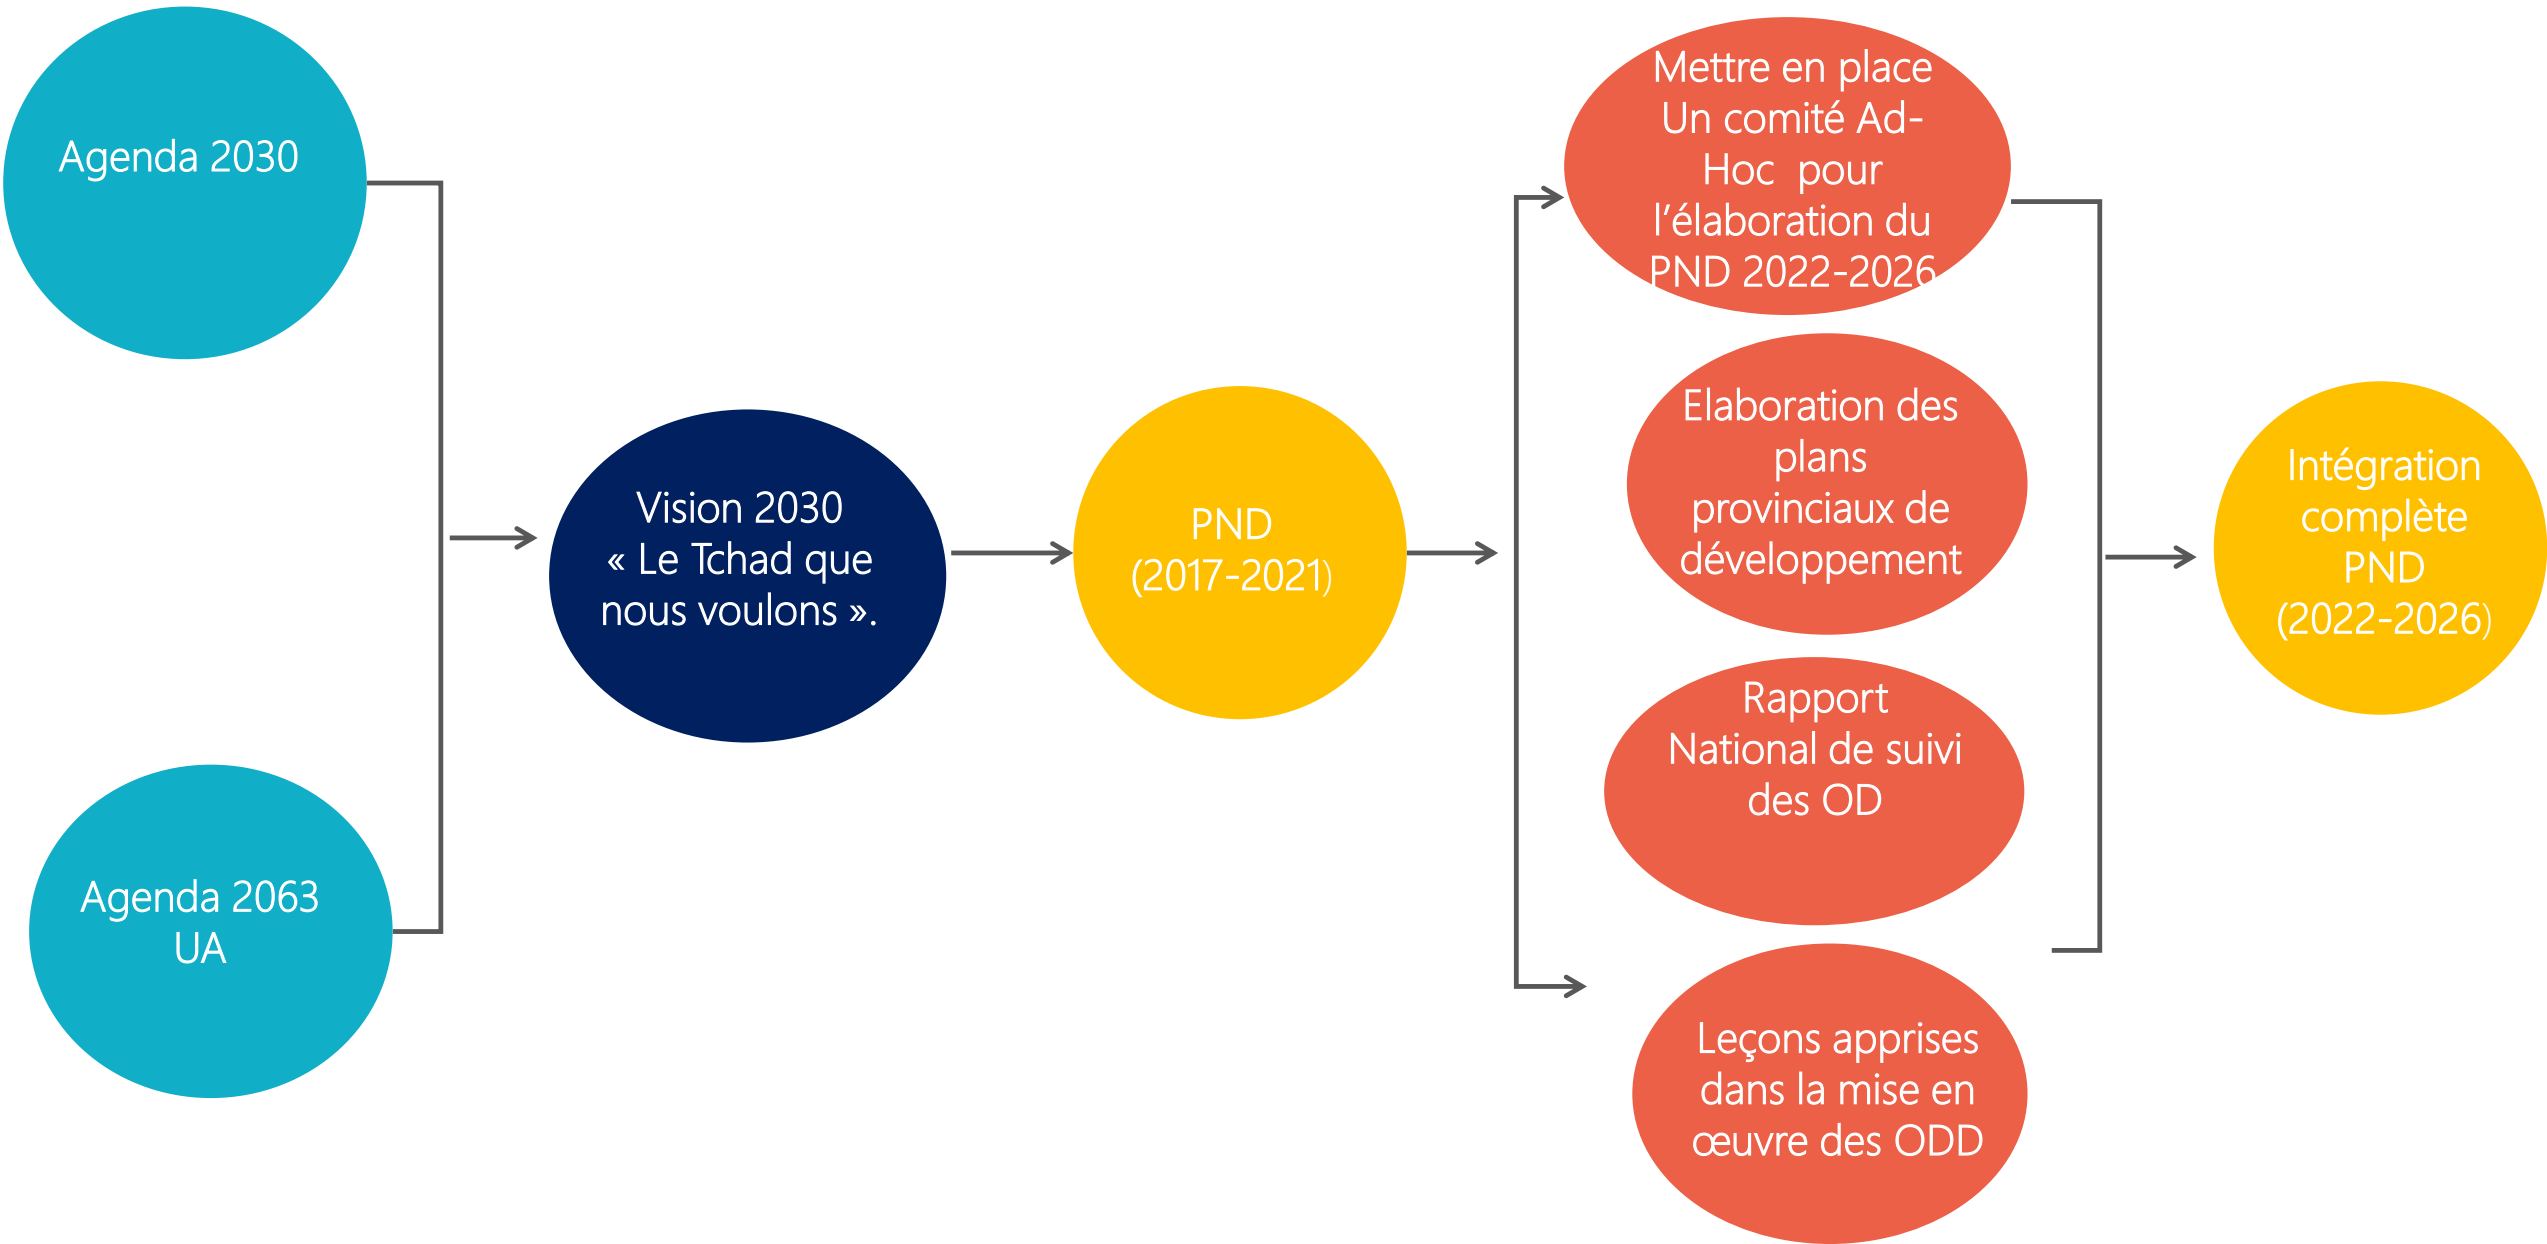 Agenda 2030
Agenda 2063
UA
Vision 2030
« Le Tchad que
nous voulons ».
PND
(2017-2021)
Mettre en place
Un comité Ad-
Hoc pour
l’élaboration du
PND 2022-2026
Elaboration des
plans
provinciaux de
développement
Rapport
National de suivi
des OD
Leçons apprises
dans la mise en
œuvre des ODD
Intégration
complète
PND
(2022-2026)